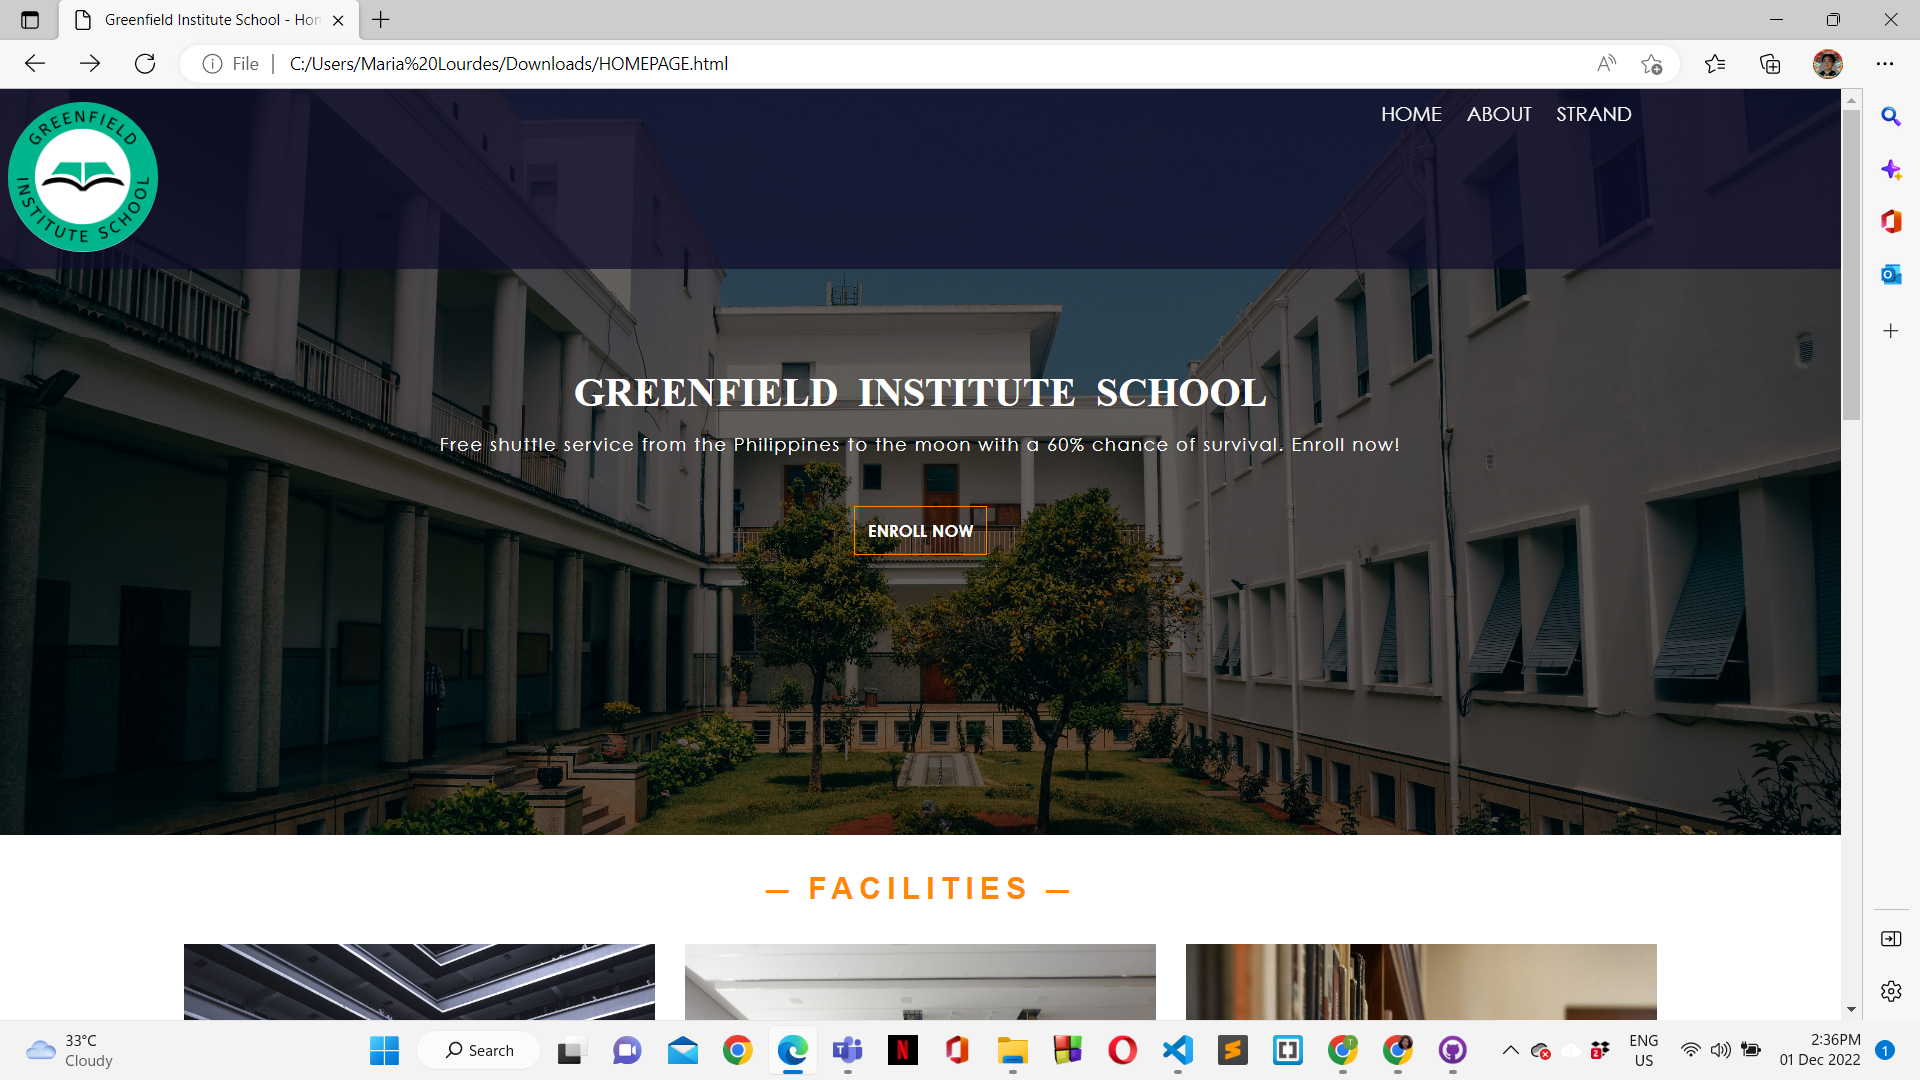 Greenfield Institute School - Hon
File
C:/Users/Maria%20Lourdes/Downloads/HOMEPAGE.html
GREENFIELD
INSTITUTE SCHOOL
HOME ABOUT STRAND
GREENFIELD INSTITUTE SCHOOL
Free shuttle service from the Philippines to the moon with a 60% chance of survival. Enroll now!
ENROLL NOW
— FACILITIES —
33°C
Cloudy
Search
ENG
US
2:36PM
01 Dec 2022
1